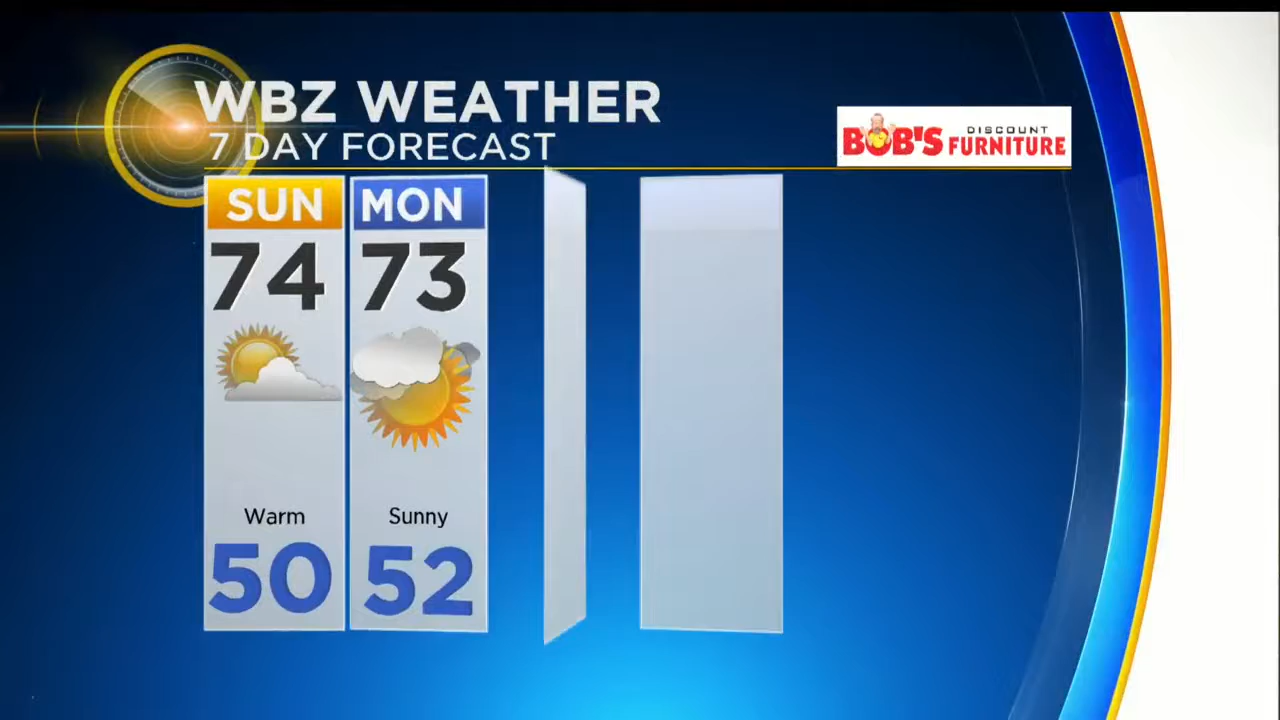 WBZ WEATHER
7 DAY FORECAST
BOB'S DISCOUNT FURNITURE
SUN MON
74 73
Warm Sunny
50 52